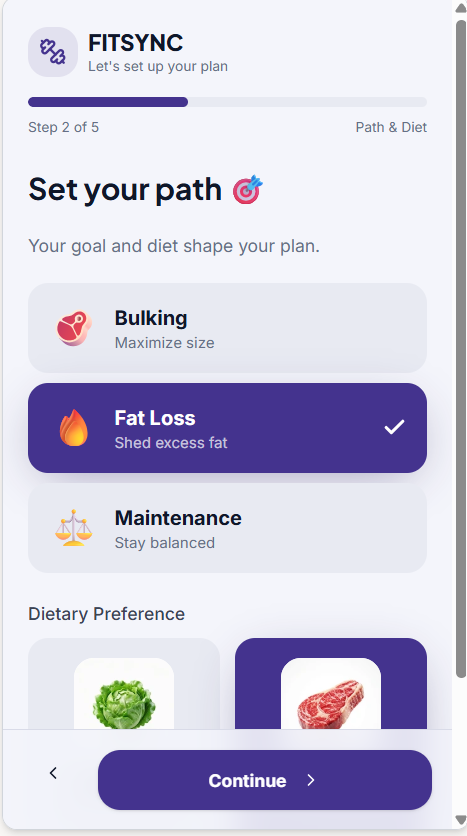 FITSYNC
Let's set up your plan
Step 2 of 5
Path & Diet
Set your path
Your goal and diet shape your plan.
Bulking
Maximize size
Fat Loss
Shed excess fat
Maintenance
Stay balanced
Dietary Preference
Continue